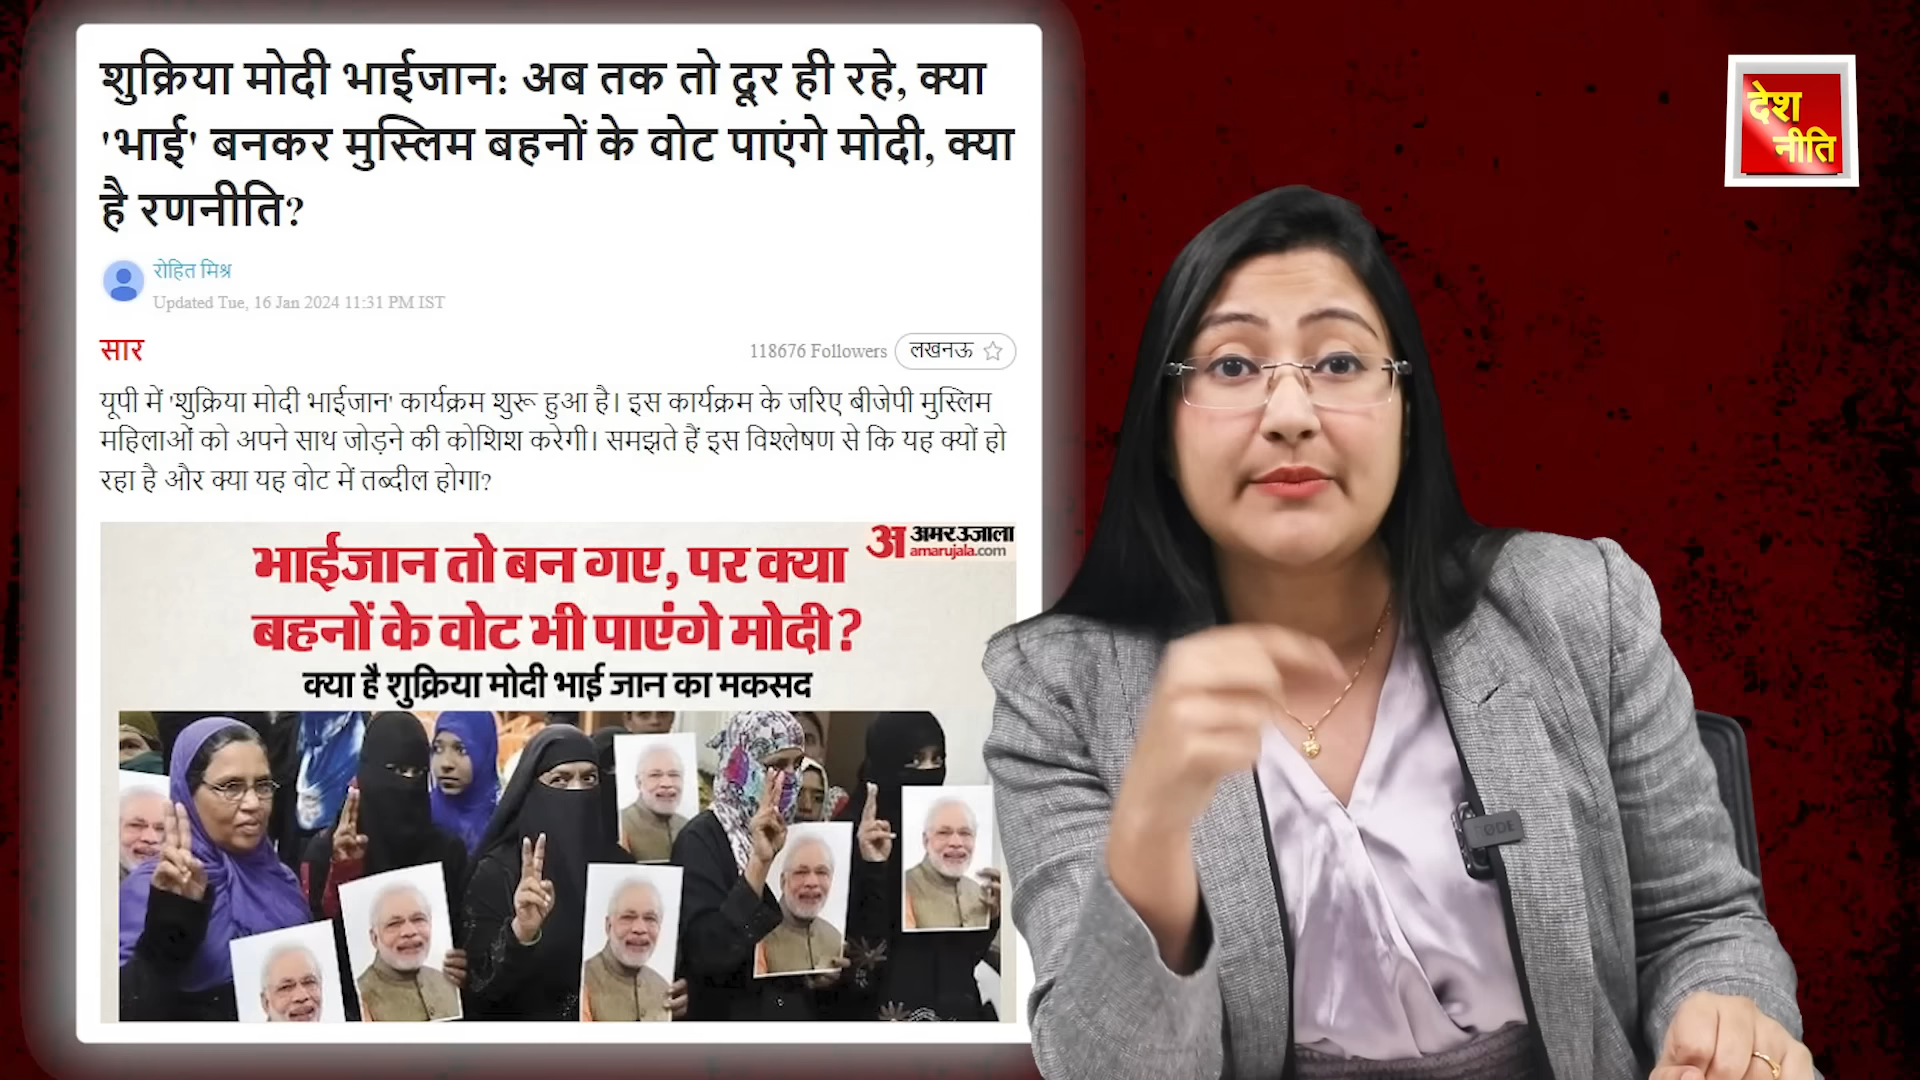 शुक्रिया मोदी भाईजान: अब तक तो दूर ही रहे, क्या
'भाई' बनकर मुस्लिम बहनों के वोट पाएंगे मोदी, क्या
है रणनीति?
रोहित मिश्र
Updated Tue, 16 Jan 2024 11:31 PM IST
सार
118676 Followers
लखनऊ
यूपी में 'शुक्रिया मोदी भाईजान' कार्यक्रम शुरू हुआ है। इस कार्यक्रम के जरिए बीजेपी मुस्लिम
महिलाओं को अपने साथ जोड़ने की कोशिश करेगी। समझते हैं इस विश्लेषण से कि यह क्यों हो
रहा है और क्या यह वोट में तब्दील होगा?
अ अमर उजाला
amarujala.com
भाईजान तो बन गए, पर क्या
बहनों के वोट भी पाएंगे मोदी?
क्या है शुक्रिया मोदी भाई जान का मकसद
देश
नीति
RØDE